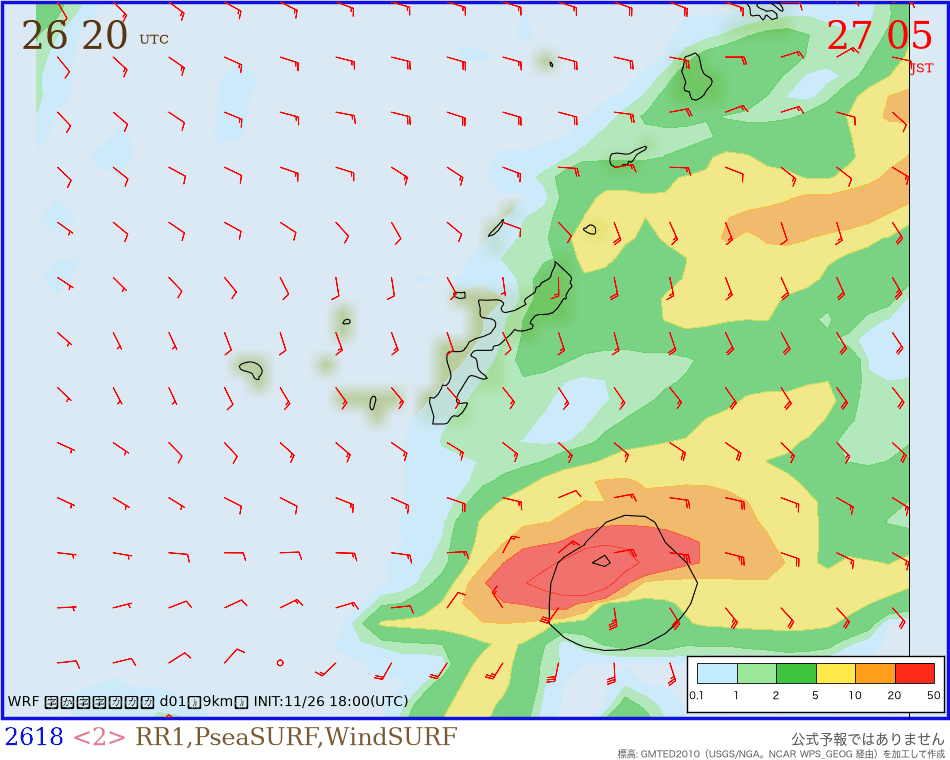 26 20 UTC
27 05
JST
0.1 1 2 5 10 20 50
WRF d01 9km INIT:11/26 18:00(UTC)
2618 <2> RR1,PseaSURF,WindSURF
公式予報ではありません
標高: GMTED2010（USGS/NGA。NCAR WPS_GEOG 経由）を加工して作成